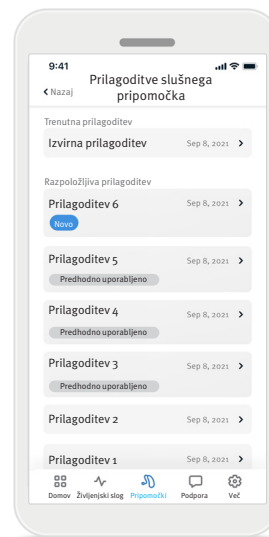 9:41
Prilagoditve slušnega
Nazaj
pripomočka
Trenutna prilagoditev
Izvirna prilagoditev Sep 8, 2021
Razpoložljiva prilagoditev
Prilagoditev 6 Sep 8, 2021
Novo
Prilagoditev 5 Sep 8, 2021
Predhodno uporabljeno
Prilagoditev 4 Sep 8, 2021
Predhodno uporabljeno
Prilagoditev 3 Sep 8, 2021
Predhodno uporabljeno
Prilagoditev 2 Sep 8, 2021
Prilagoditev 1 Sep 8, 2021
Domov Življenjski slog Pripomočki Podpora Več